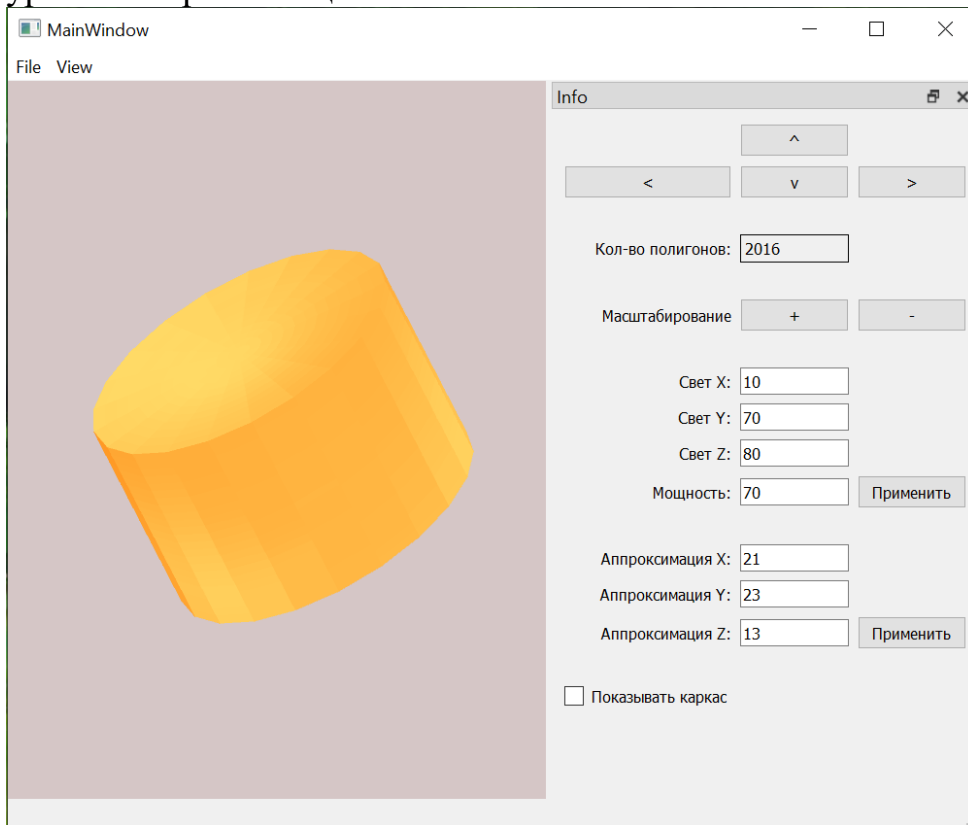 MainWindow
File View
Info
^
< v >
Кол-во полигонов: 2016
Масштабирование + -
Свет X: 10
Свет Y: 70
Свет Z: 80
Мощность: 70 Применить
Аппроксимация X: 21
Аппроксимация Y: 23
Аппроксимация Z: 13 Применить
Показывать каркас